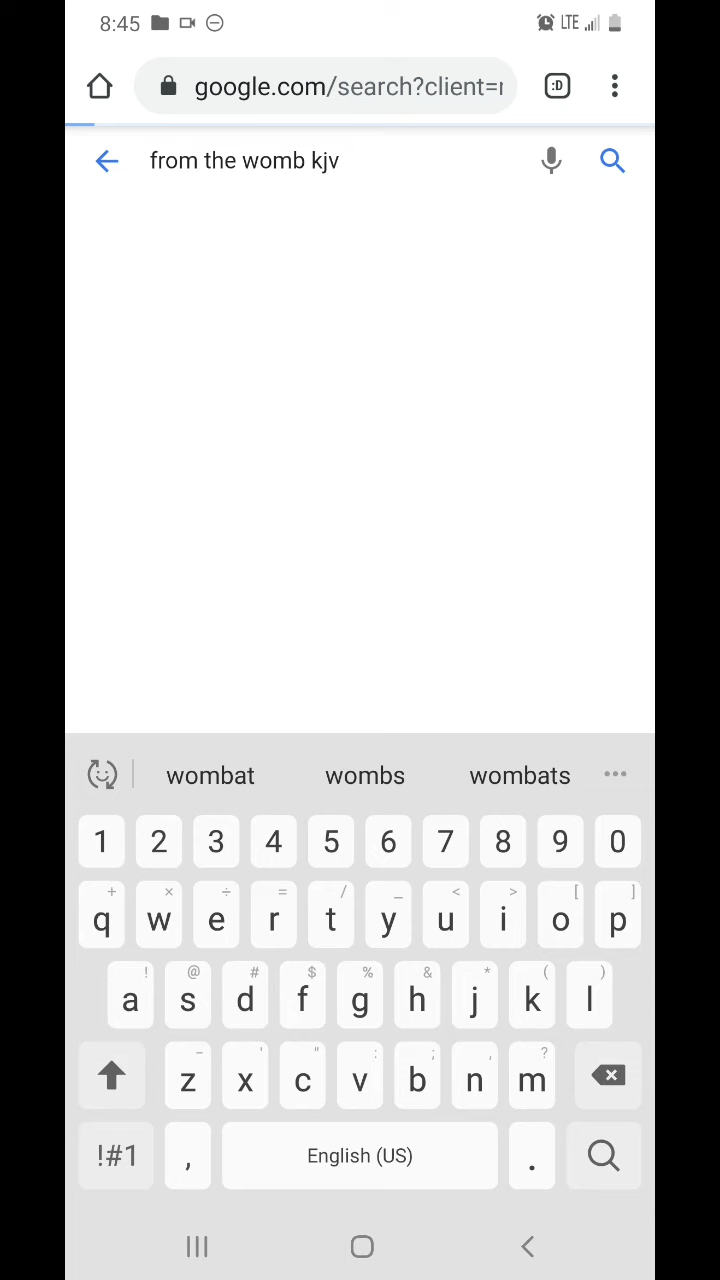 8:45 LTE
google.com/search?client=
:D
from the womb kjv
wombat wombs wombats
1 2 3 4 5 6 7 8 9 0
+ × ÷ = / _ < > [ ]
q w e r t y u i o p
! @ # $ % & * ( )
a s d f g h j k l
- ' " : ; , ?
z x c v b n m
!#1 , English (US) .